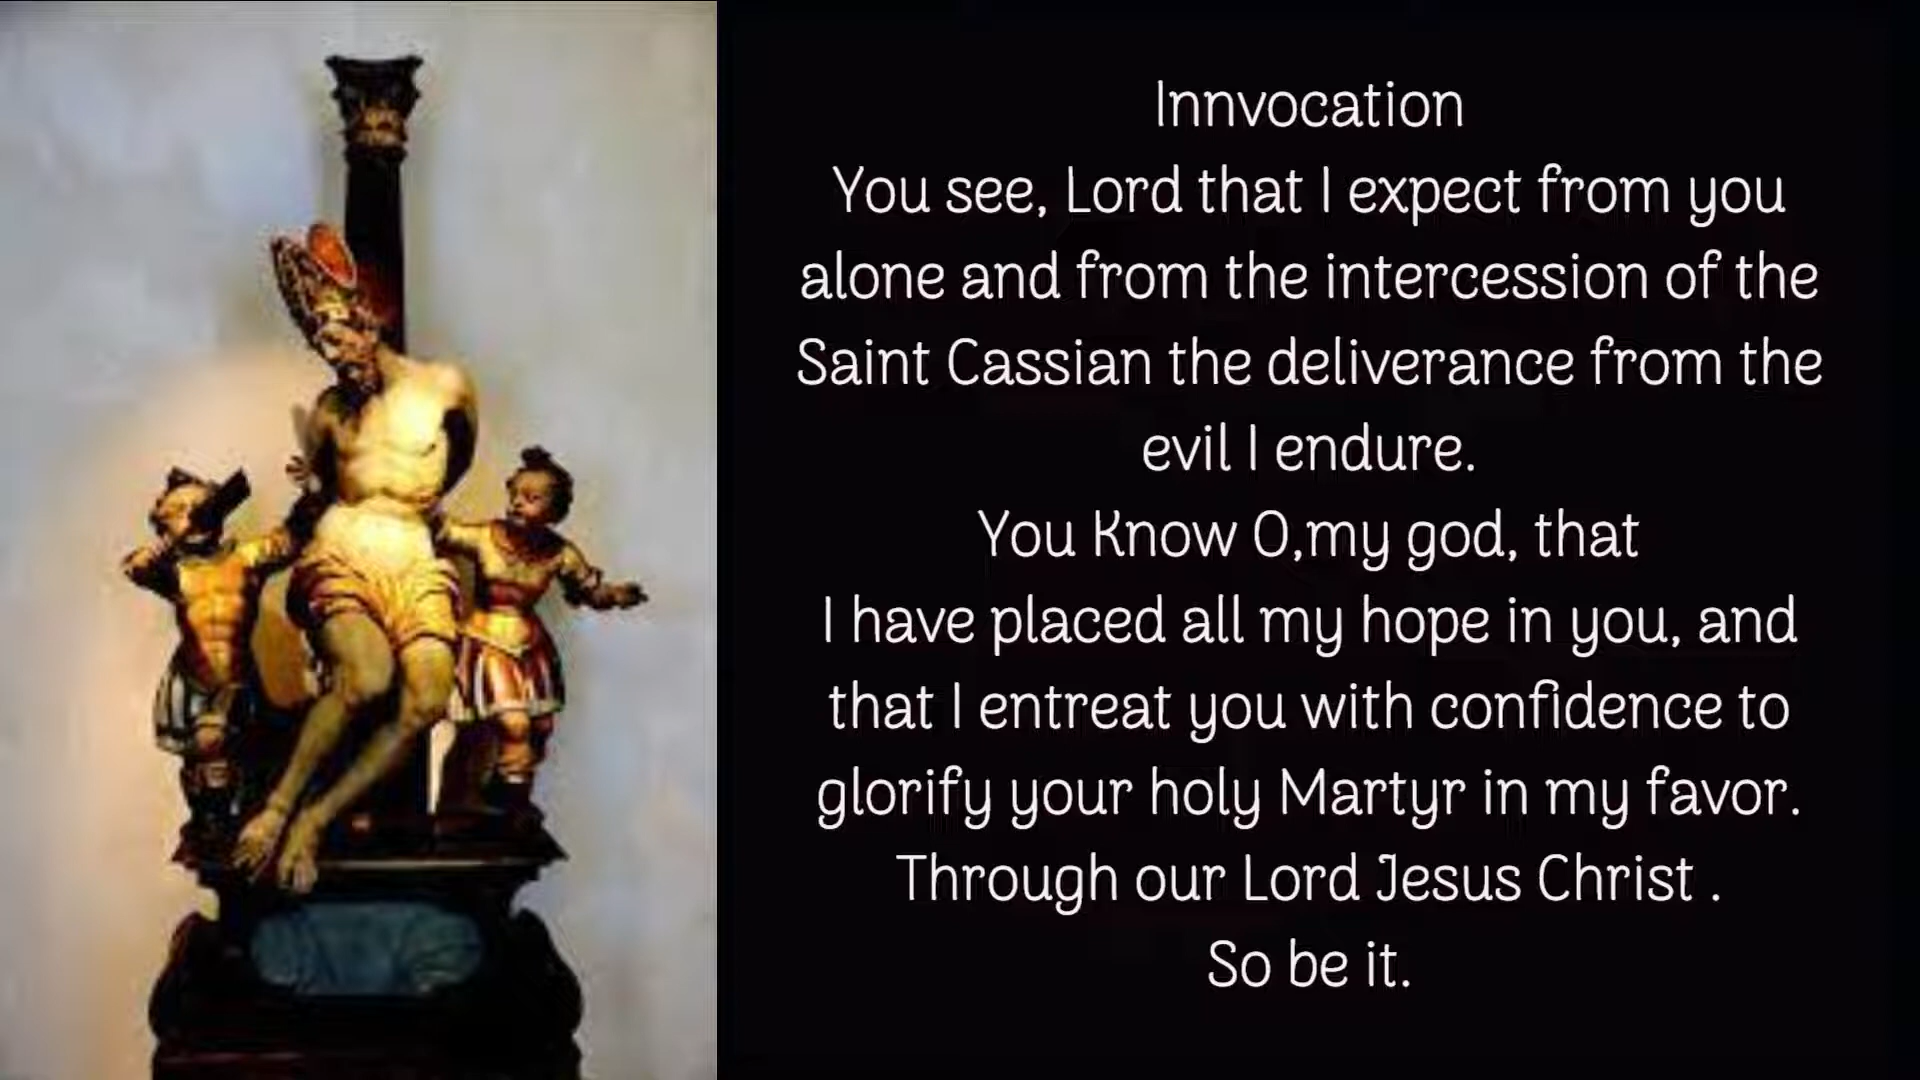 Innvocation
You see, Lord that I expect from you
alone and from the intercession of the
Saint Cassian the deliverance from the
evil I endure.
You Know O,my god, that
I have placed all my hope in you, and
that I entreat you with confidence to
glorify your holy Martyr in my favor.
Through our Lord Jesus Christ .
So be it.